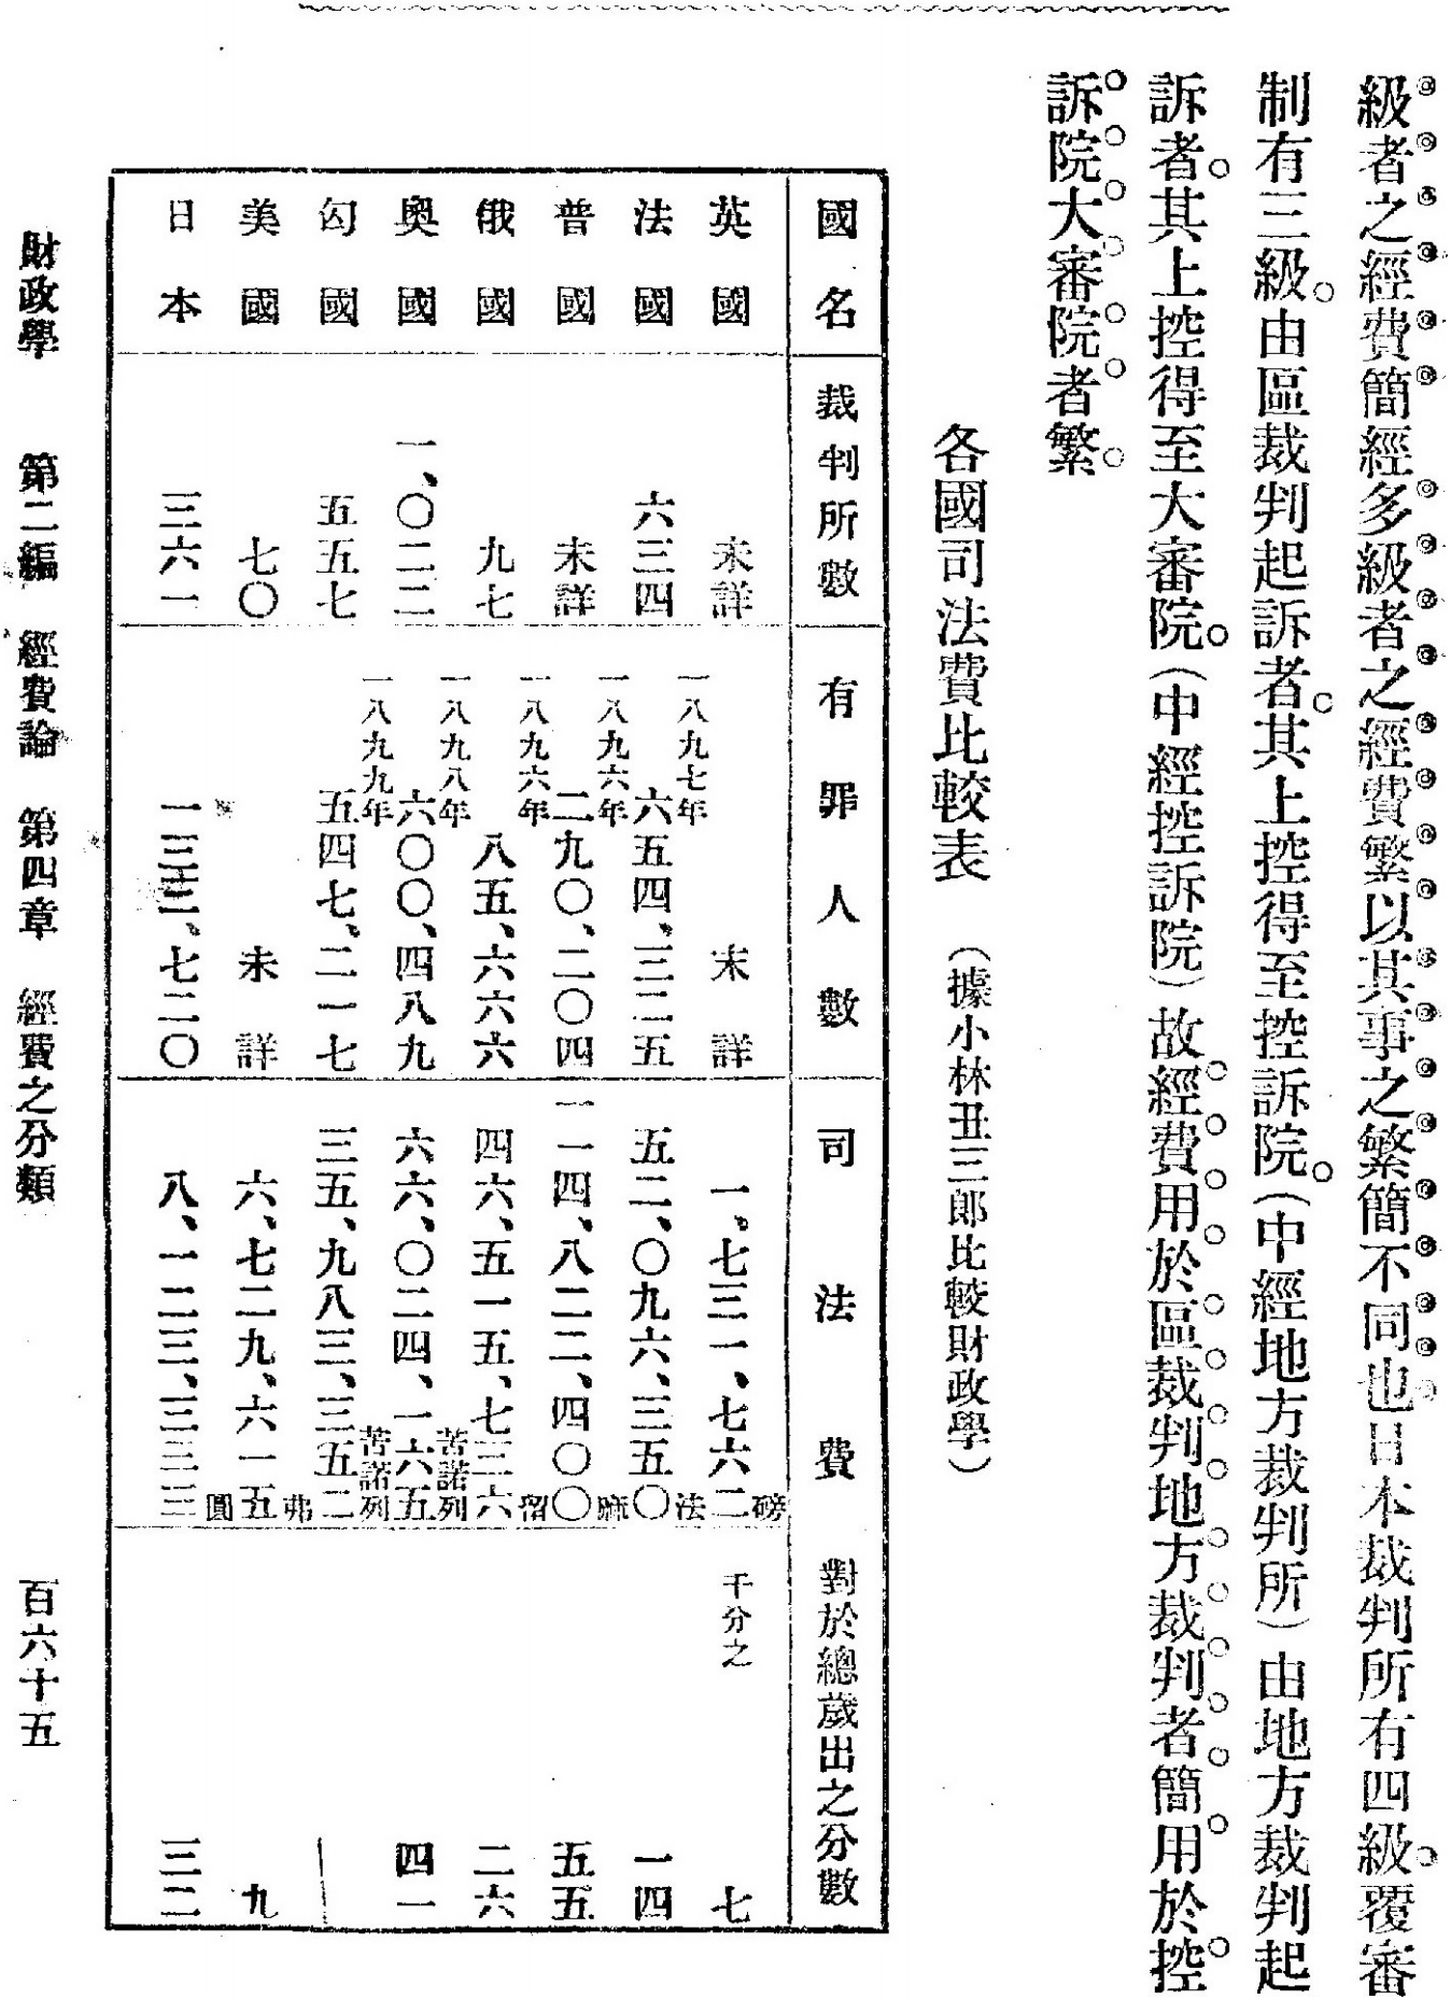 級者之經費簡經多級者之經費繁以其事之繁簡不同也日本裁判所有四級。覆審
制有三級。由區裁判起訴者。其上控得至控訴院。(中經地方裁判所)由地方裁判起
訴者。其上控得至大審院。(中經控訴院)故經費用於區裁判地方裁判者簡用於控
訴院大審院者繁
各國司法費比較表 (據小林丑三郎比較財政學)
國名 裁判所數 有罪人數 司法費 對於總歲出之分數
英國 未詳 未詳 磅 一、七三一、七六二 千分之 七
法國 六三四 一八九七年 六五四、三二五 法 五二、〇九六、三五〇 一四
普國 未詳 一八九六年 二九〇、二〇四 麻 一一四、八二二、四〇〇 五五
俄國 九七 一八九六年 八五、六六六 留 四六、五一五、七三六 二六
奧國 一、〇二二 一八九八年 六〇〇、四八九 苦諾列 六六、〇二四、一六五 四一
匈國 五五七 一八九九年 五四七、二一七 苦諾列 三五、九八三、三五二 —
美國 七〇 未詳 弗 六、七二九、六一五 九
日本 三六一 一三三、七二〇 圓 八、一二三、三三三 三二
財政學 第二編 經費論 第四章 經費之分類 百六十五